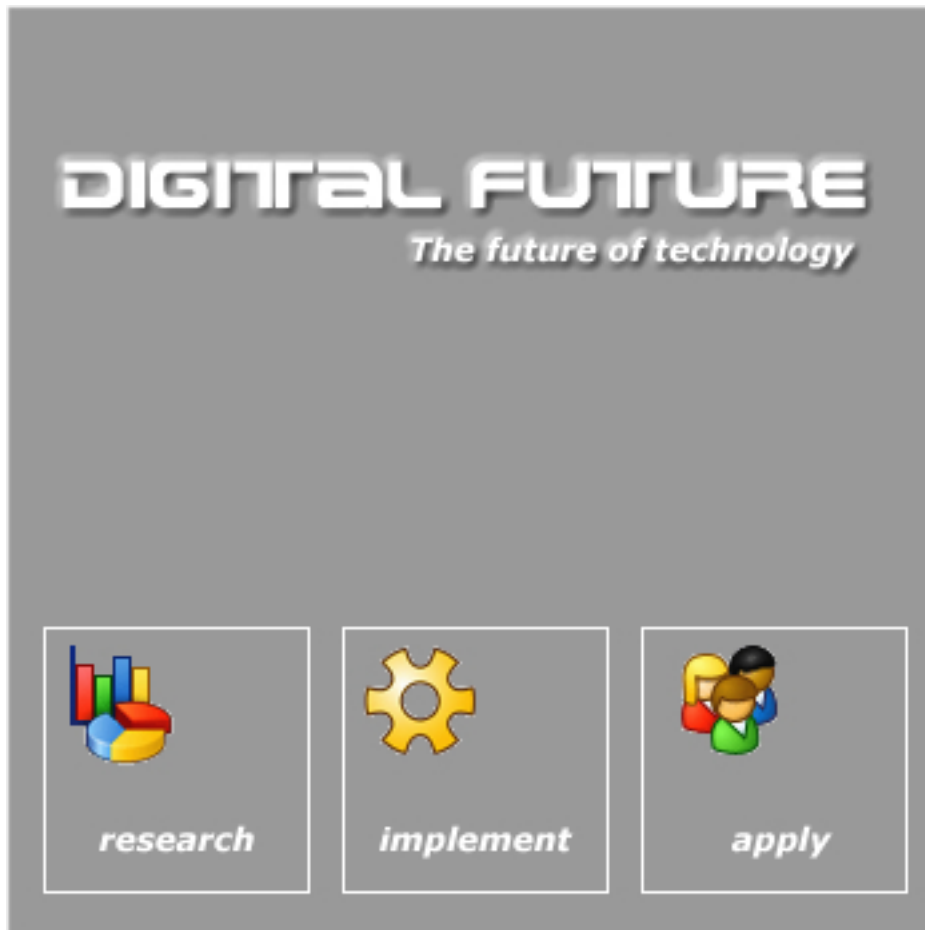 DIGITAL FUTURE
The future of technology
research
implement
apply